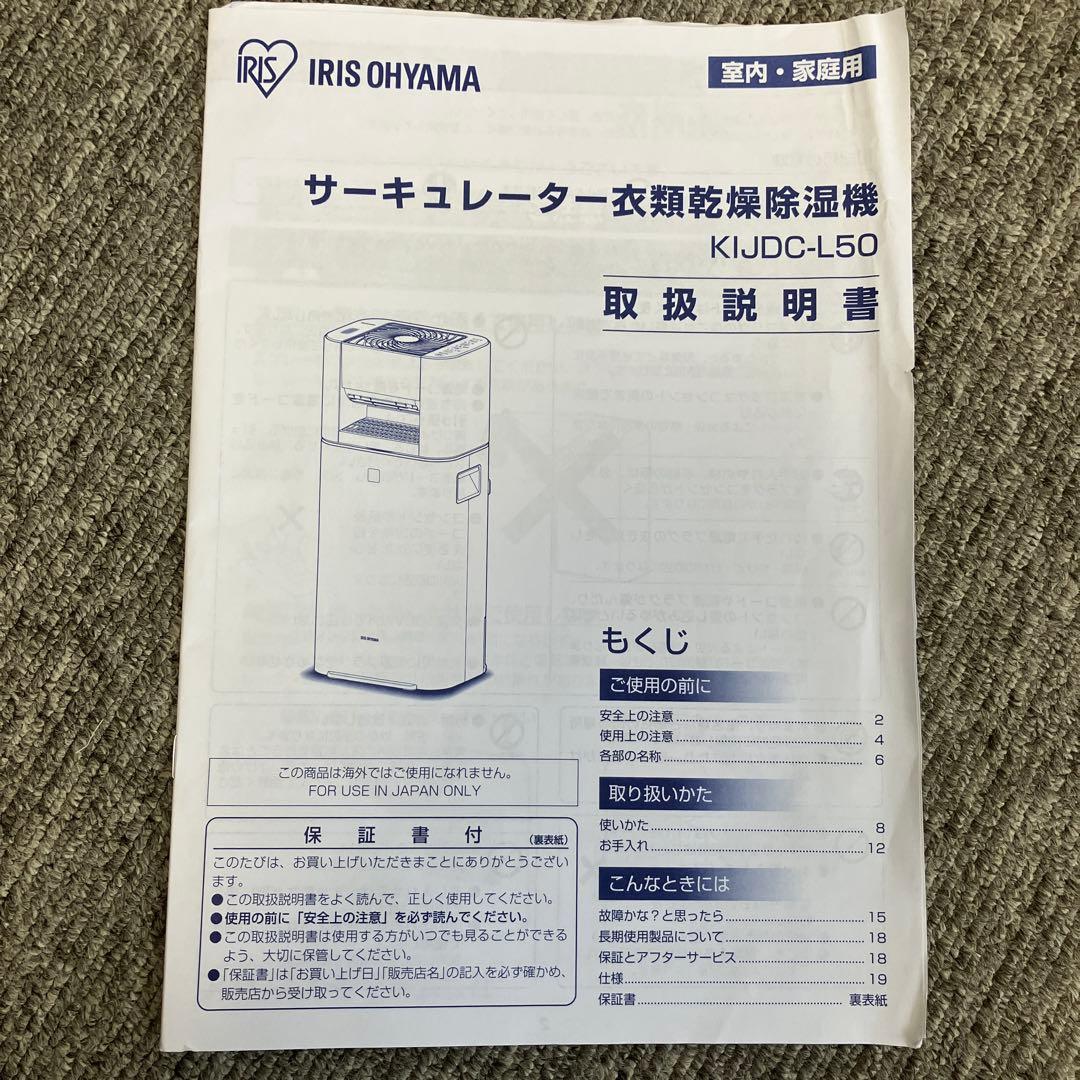 IRIS IRIS OHYAMA
室内・家庭用
サーキュレーター衣類乾燥除湿機
KIJDC-L50
取扱説明書
IRIS OHYAMA
この商品は海外ではご使用になれません。
FOR USE IN JAPAN ONLY
保証書付 (裏表紙)
このたびは、お買い上げいただきまことにありがとうござい
ます。
●この取扱説明書をよく読んで、正しく使用してください。
●使用の前に「安全上の注意」を必ず読んでください。
●この取扱説明書は使用する方がいつでも見ることができる
よう、大切に保管してください。
●「保証書」は「お買い上げ日」「販売店名」の記入を必ず確かめ、
販売店から受け取ってください。
もくじ
ご使用の前に
安全上の注意 2
使用上の注意 4
各部の名称 6
取り扱いかた
使いかた 8
お手入れ 12
こんなときには
故障かな？と思ったら 15
長期使用製品について 18
保証とアフターサービス 18
仕様 19
保証書 裏表紙